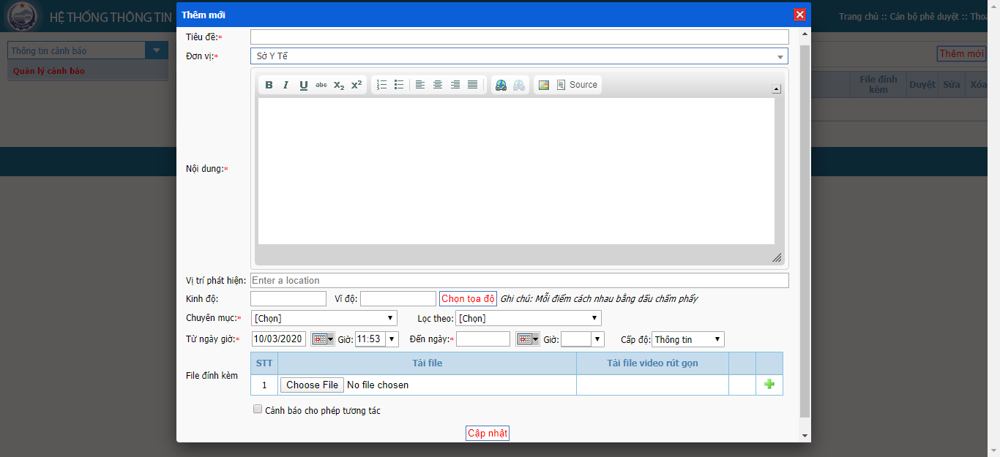 HỆ THỐNG THÔNG TIN
Thêm mới
Trang chủ :: Cán bộ phê duyệt ::
Thông tin cảnh báo
Quản lý cảnh báo
Thêm mới
File đính kèm
Duyệt
Sửa
Xóa
Tiêu đề:*
Đơn vị:* Sở Y Tế
B I U abc X2 X² Source
Nội dung:*
Vị trí phát hiện: Enter a location
Kinh độ: Vĩ độ: Chọn tọa độ Ghi chú: Mỗi điểm cách nhau bằng dấu chấm phẩy
Chuyên mục:* [Chọn] Lọc theo: [Chọn]
Từ ngày giờ:* 10/03/2020 Giờ: 11:53 Đến ngày:* Giờ: Cấp độ: Thông tin
File đính kèm
STT Tải file Tải file video rút gọn
1 Choose File No file chosen
Cảnh báo cho phép tương tác
Cập nhật